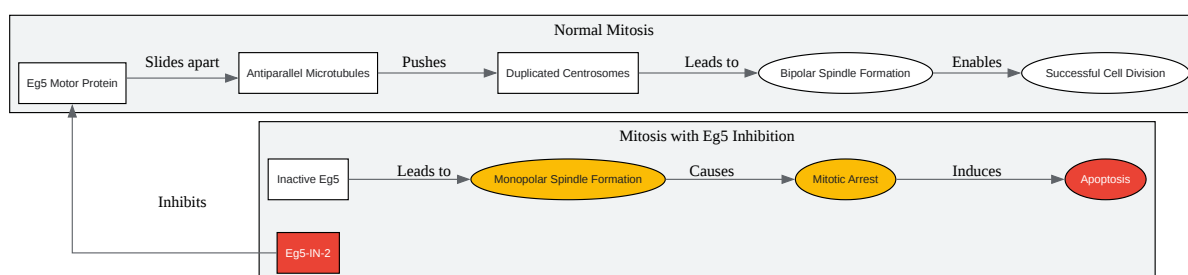 Normal Mitosis
Eg5 Motor Protein
Slides apart
Antiparallel Microtubules
Pushes
Duplicated Centrosomes
Leads to
Bipolar Spindle Formation
Enables
Successful Cell Division
Mitosis with Eg5 Inhibition
Inactive Eg5
Leads to
Monopolar Spindle Formation
Causes
Mitotic Arrest
Induces
Apoptosis
Inhibits
Eg5-IN-2